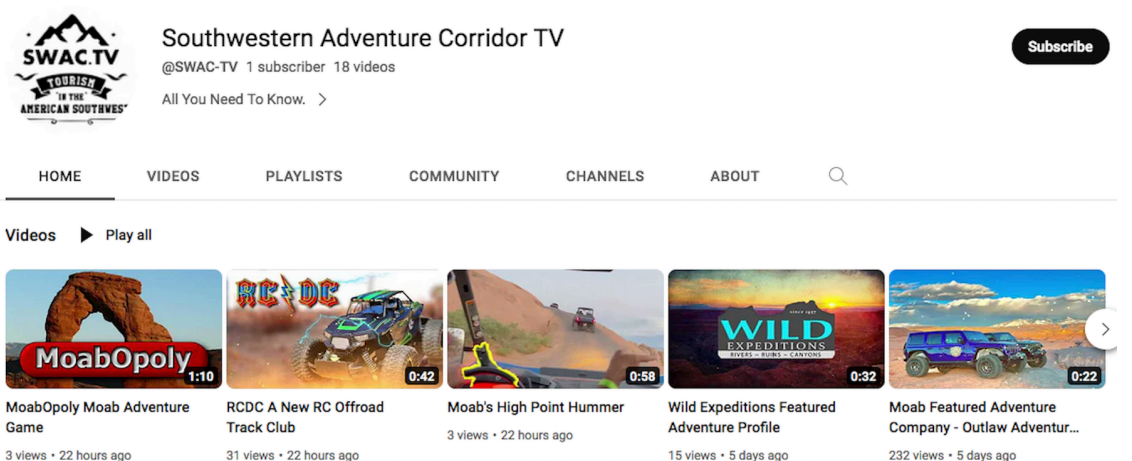 SWAC.TV
TOURISM
IN THE
AMERICAN SOUTHWES
Southwestern Adventure Corridor TV
@SWAC-TV 1 subscriber 18 videos
All You Need To Know.
Subscribe
HOME VIDEOS PLAYLISTS COMMUNITY CHANNELS ABOUT
Videos Play all
MoabOpoly
1:10
RC DC
0:42
0:58
since 1957
WILD
EXPEDITIONS
RIVERS – RUINS – CANYONS
0:32
0:22
MoabOpoly Moab Adventure
Game
3 views • 22 hours ago
RCDC A New RC Offroad
Track Club
31 views • 22 hours ago
Moab's High Point Hummer
3 views • 22 hours ago
Wild Expeditions Featured
Adventure Profile
15 views • 5 days ago
Moab Featured Adventure
Company - Outlaw Adventur...
232 views • 5 days ago